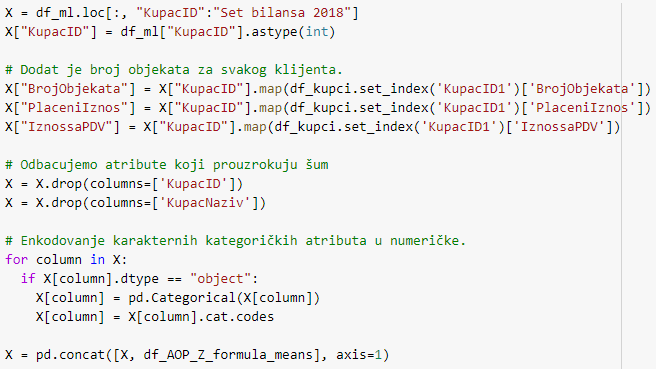 X = df_ml.loc[:, "KupacID":"Set bilansa 2018"]
X["KupacID"] = df_ml["KupacID"].astype(int)
# Dodat je broj objekata za svakog klijenta.
X["BrojObjekata"] = X["KupacID"].map(df_kupci.set_index('KupacID1')['BrojObjekata'])
X["PlaceniIznos"] = X["KupacID"].map(df_kupci.set_index('KupacID1')['PlaceniIznos'])
X["IznossaPDV"] = X["KupacID"].map(df_kupci.set_index('KupacID1')['IznossaPDV'])
# Odbacujemo atribute koji prouzrokuju šum
X = X.drop(columns=['KupacID'])
X = X.drop(columns=['KupacNaziv'])
# Enkodovanje karakternih kategoričkih atributa u numeričke.
for column in X:
  if X[column].dtype == "object":
    X[column] = pd.Categorical(X[column])
    X[column] = X[column].cat.codes
X = pd.concat([X, df_AOP_Z_formula_means], axis=1)